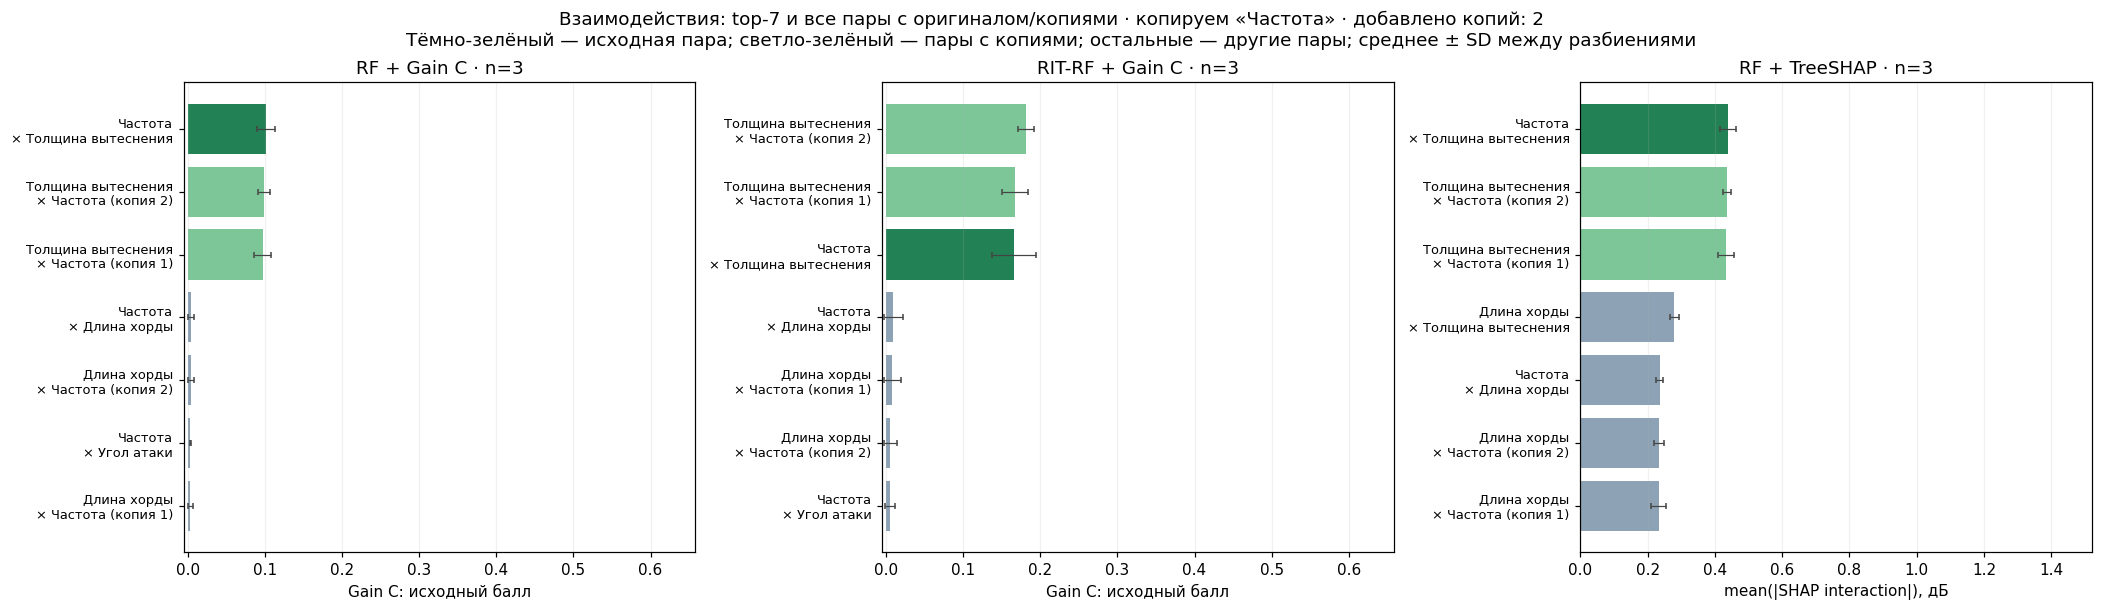 Взаимодействия: top-7 и все пары с оригиналом/копиями · копируем «Частота» · добавлено копий: 2
Тёмно-зелёный — исходная пара; светло-зелёный — пары с копиями; остальные — другие пары; среднее ± SD между разбиениями
RF + Gain C · n=3
Частота
× Толщина вытеснения
Толщина вытеснения
× Частота (копия 2)
Толщина вытеснения
× Частота (копия 1)
Частота
× Длина хорды
Длина хорды
× Частота (копия 2)
Частота
× Угол атаки
Длина хорды
× Частота (копия 1)
0.0 0.1 0.2 0.3 0.4 0.5 0.6
Gain C: исходный балл
RIT-RF + Gain C · n=3
Толщина вытеснения
× Частота (копия 2)
Толщина вытеснения
× Частота (копия 1)
Частота
× Толщина вытеснения
Частота
× Длина хорды
Длина хорды
× Частота (копия 1)
Длина хорды
× Частота (копия 2)
Частота
× Угол атаки
0.0 0.1 0.2 0.3 0.4 0.5 0.6
Gain C: исходный балл
RF + TreeSHAP · n=3
Частота
× Толщина вытеснения
Толщина вытеснения
× Частота (копия 2)
Толщина вытеснения
× Частота (копия 1)
Длина хорды
× Толщина вытеснения
Частота
× Длина хорды
Длина хорды
× Частота (копия 2)
Длина хорды
× Частота (копия 1)
0.0 0.2 0.4 0.6 0.8 1.0 1.2 1.4
mean(|SHAP interaction|), дБ